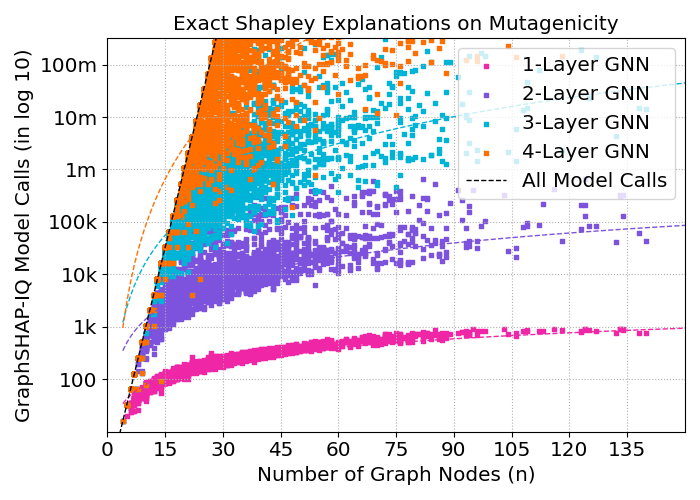 Exact Shapley Explanations on Mutagenicity
GraphSHAP-IQ Model Calls (in log 10)
100m
10m
1m
100k
10k
1k
100
1-Layer GNN
2-Layer GNN
3-Layer GNN
4-Layer GNN
All Model Calls
0 15 30 45 60 75 90 105 120 135
Number of Graph Nodes (n)